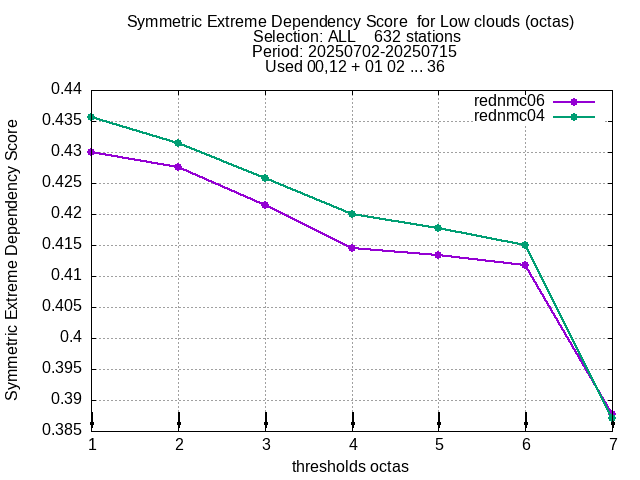 Symmetric Extreme Dependency Score  for Low clouds (octas)
Selection: ALL    632 stations
Period: 20250702-20250715
Used 00,12 + 01 02 ... 36
rednmc06
rednmc04
Symmetric Extreme Dependency Score
0.44
0.435
0.43
0.425
0.42
0.415
0.41
0.405
0.4
0.395
0.39
0.385
1 2 3 4 5 6 7
thresholds octas